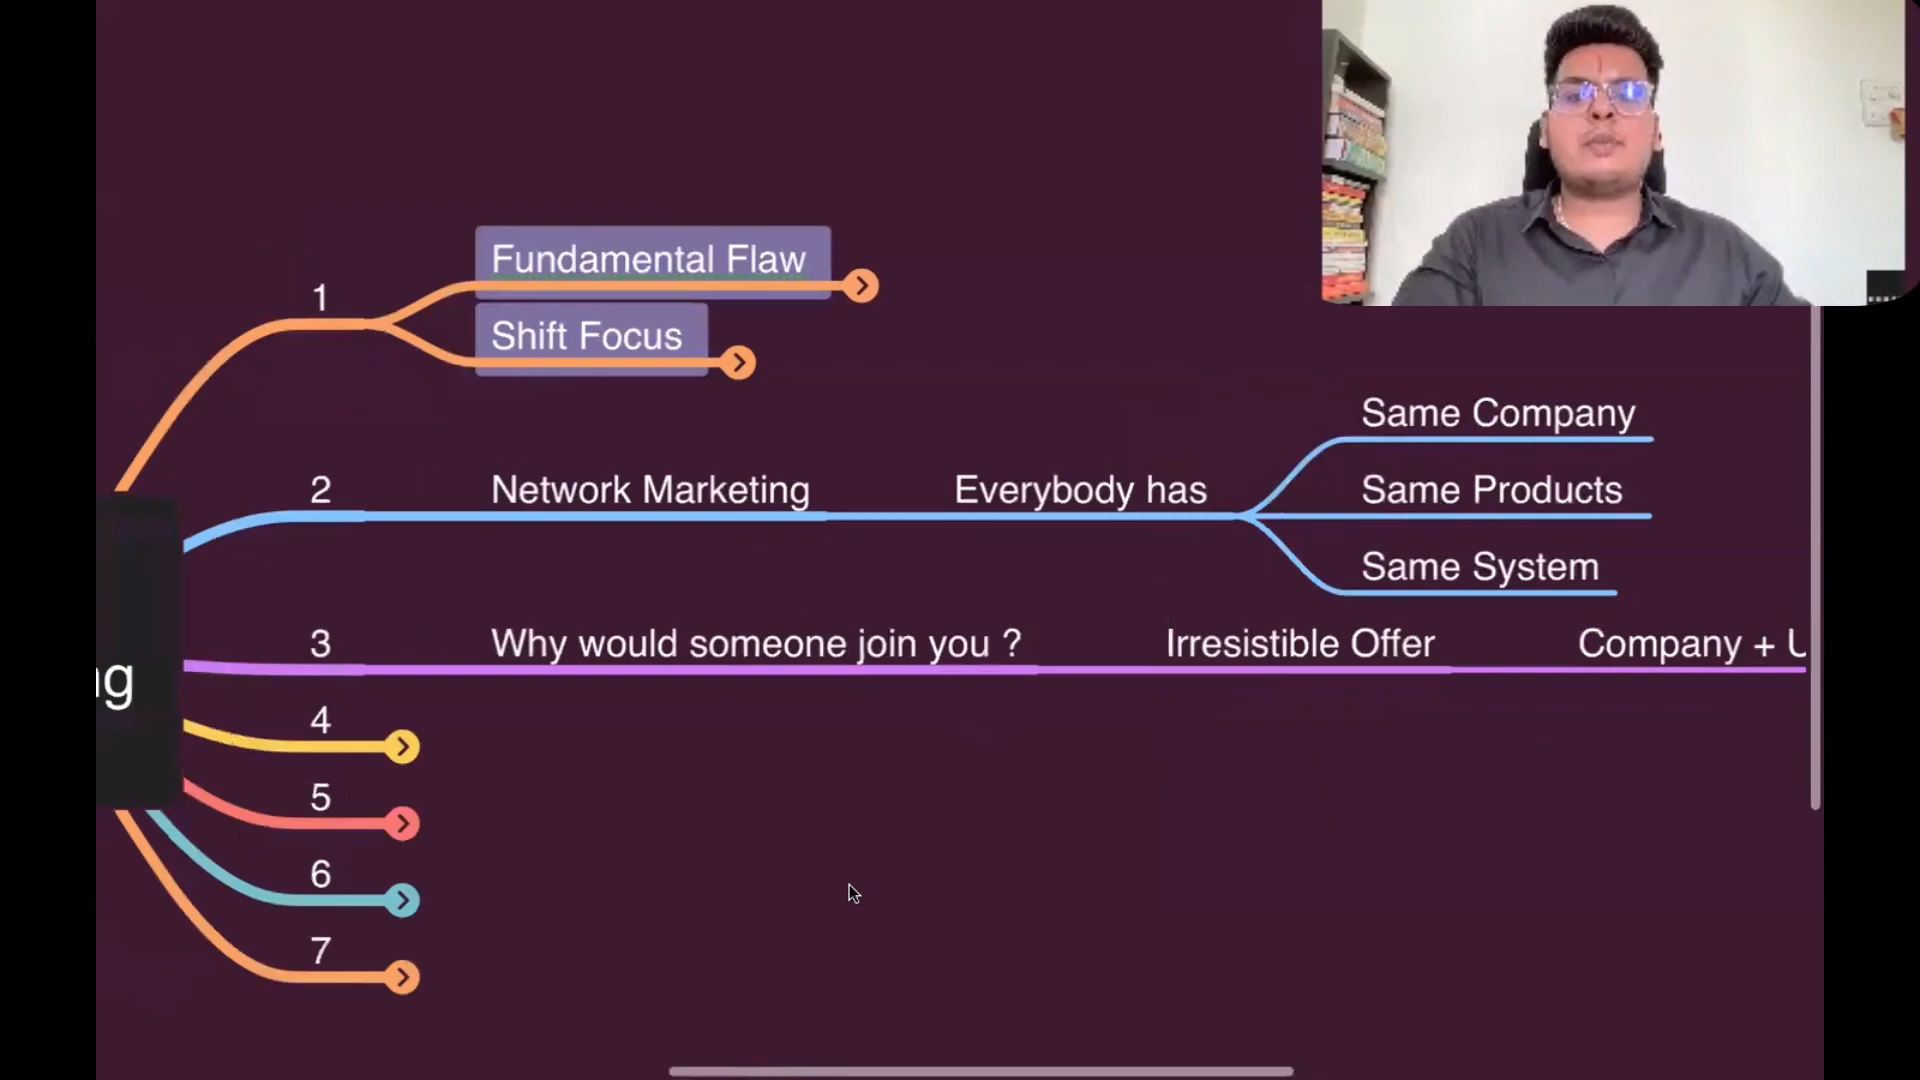 1
Fundamental Flaw
Shift Focus
2
Network Marketing
Everybody has
Same Company
Same Products
Same System
3
Why would someone join you ?
Irresistible Offer
Company +
4
5
6
7